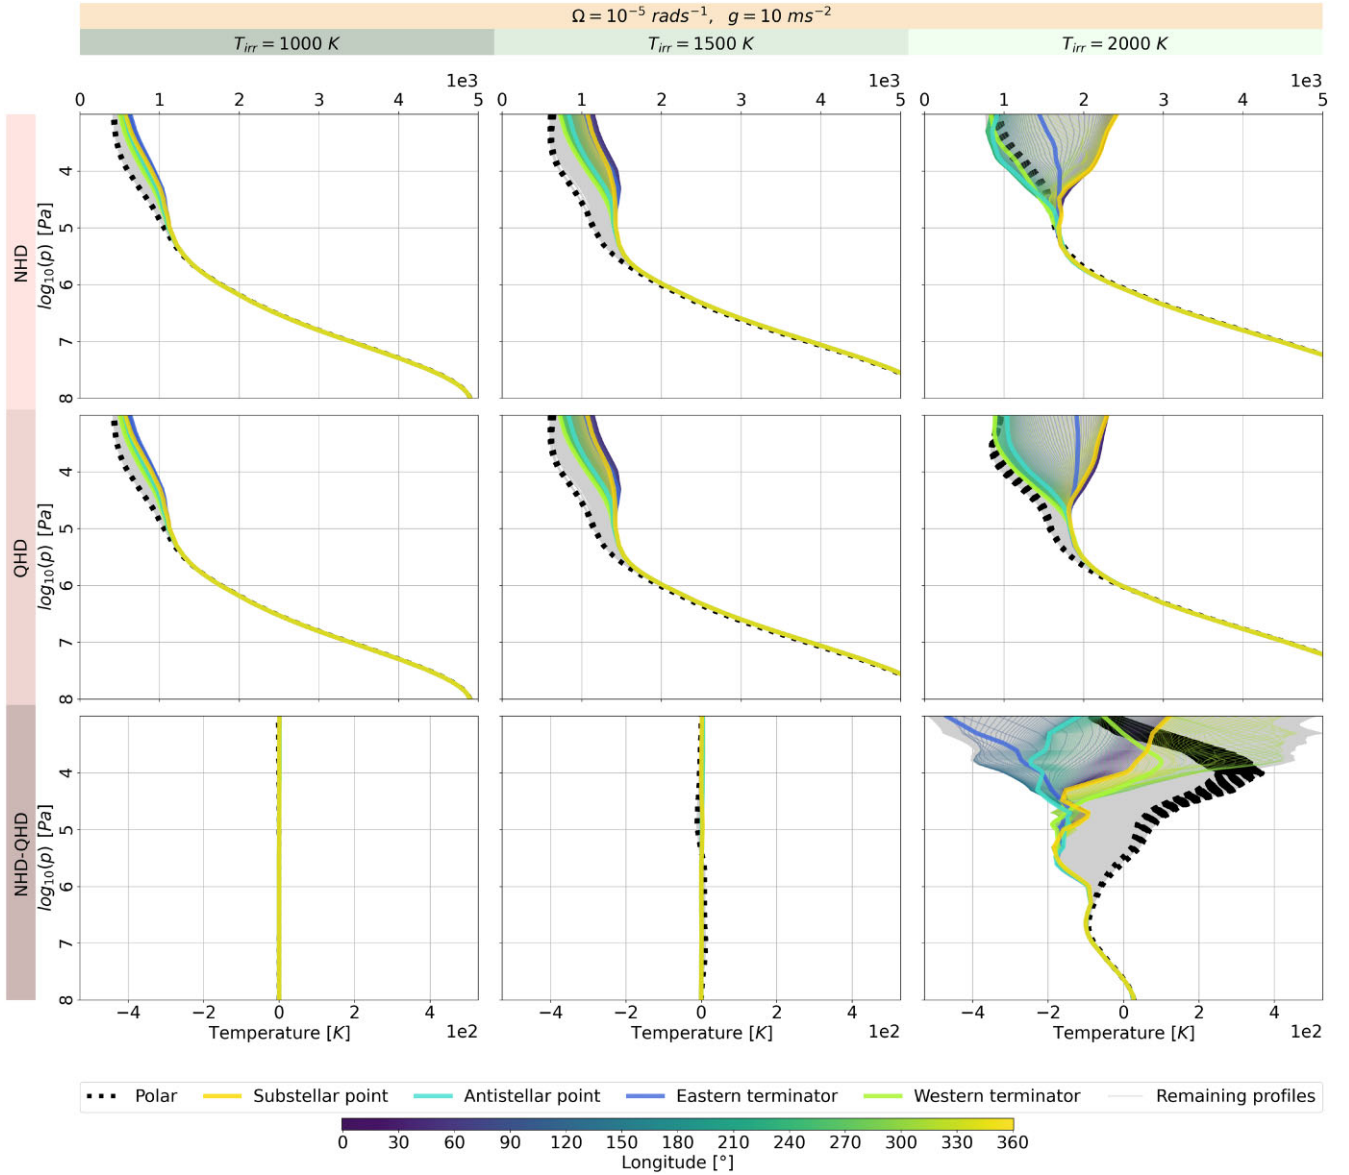 Ω = 10⁻⁵ rads⁻¹, g = 10 ms⁻²
T_irr = 1000 K T_irr = 1500 K T_irr = 2000 K
1e3 1e3 1e3
0 1 2 3 4 5 0 1 2 3 4 5 0 1 2 3 4 5
NHD
log₁₀(p) [Pa]
4
5
6
7
8
QHD
log₁₀(p) [Pa]
4
5
6
7
8
NHD-QHD
log₁₀(p) [Pa]
4
5
6
7
8
−4 −2 0 2 4 −4 −2 0 2 4 −4 −2 0 2 4
Temperature [K] 1e2 Temperature [K] 1e2 Temperature [K] 1e2
Polar Substellar point Antistellar point Eastern terminator Western terminator Remaining profiles
0 30 60 90 120 150 180 210 240 270 300 330 360
Longitude [°]